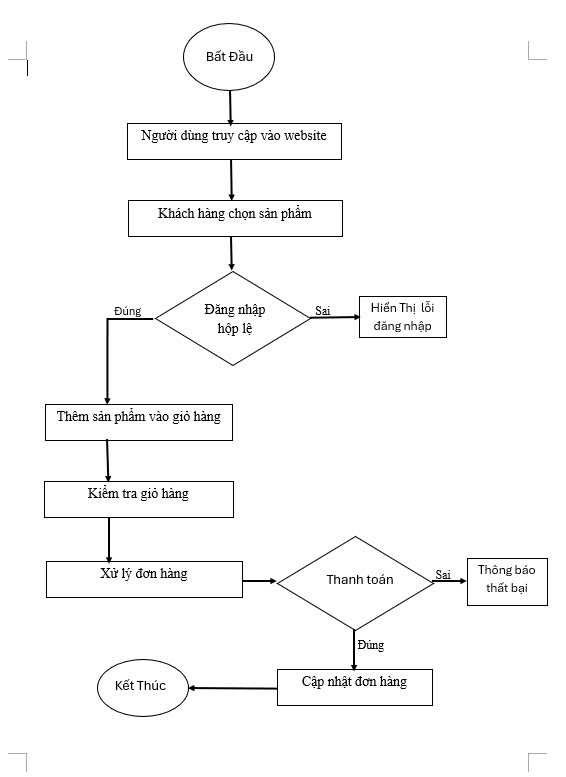 Bất Đầu
Người dùng truy cập vào website
Khách hàng chọn sản phẩm
Đăng nhập
hộp lệ
Đúng
Sai
Hiển Thị lỗi
đăng nhập
Thêm sản phẩm vào giỏ hàng
Kiểm tra giỏ hàng
Xử lý đơn hàng
Thanh toán
Sai
Thông báo
thất bại
Đúng
Cập nhật đơn hàng
Kết Thúc